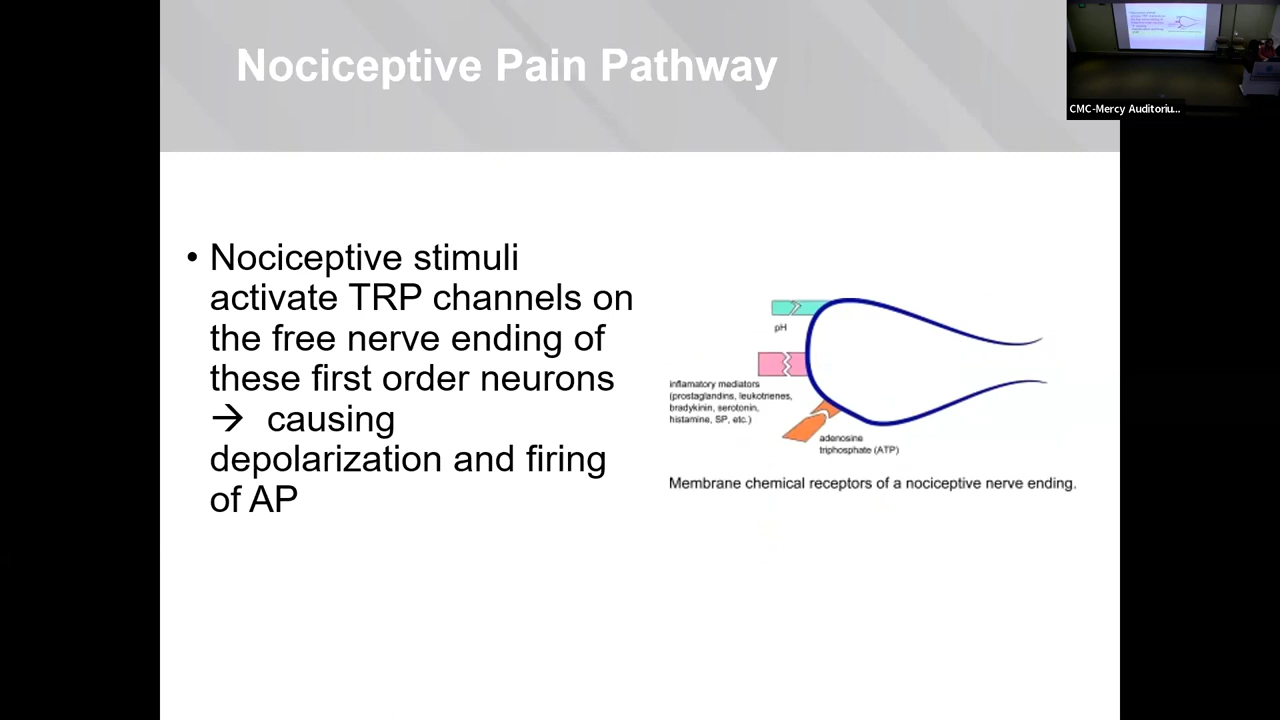 Nociceptive Pain Pathway
CMC-Mercy Auditoriu...
• Nociceptive stimuli
activate TRP channels on
the free nerve ending of
these first order neurons
→ causing
depolarization and firing
of AP
pH
inflamatory mediators
(prostaglandins, leukotrienes,
bradykinin, serotonin,
histamine, SP, etc.)
adenosine
triphosphate (ATP)
Membrane chemical receptors of a nociceptive nerve ending.